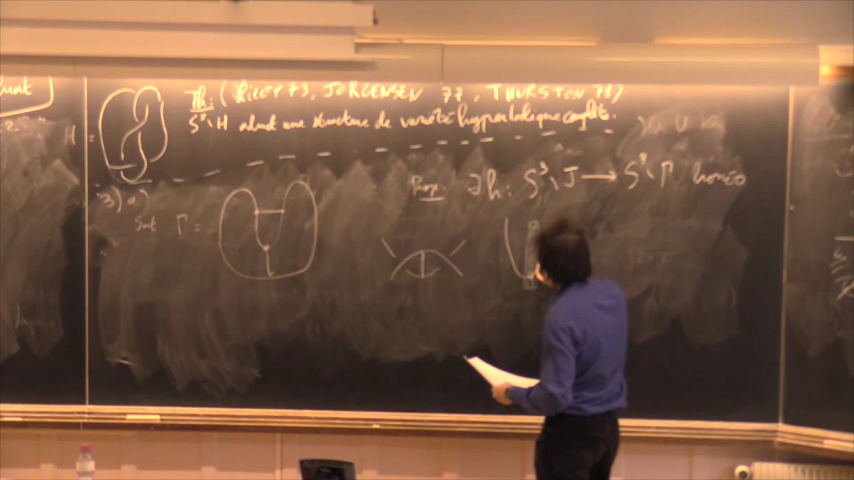 Th: (RILEY 73, JORGENSEN 77, THURSTON 78)
H = S³\H admet une structure de variété hyperbolique complète.
3) a)
Prop: ∃ h: S³\J → S³\Γ homéo
Soit Γ =